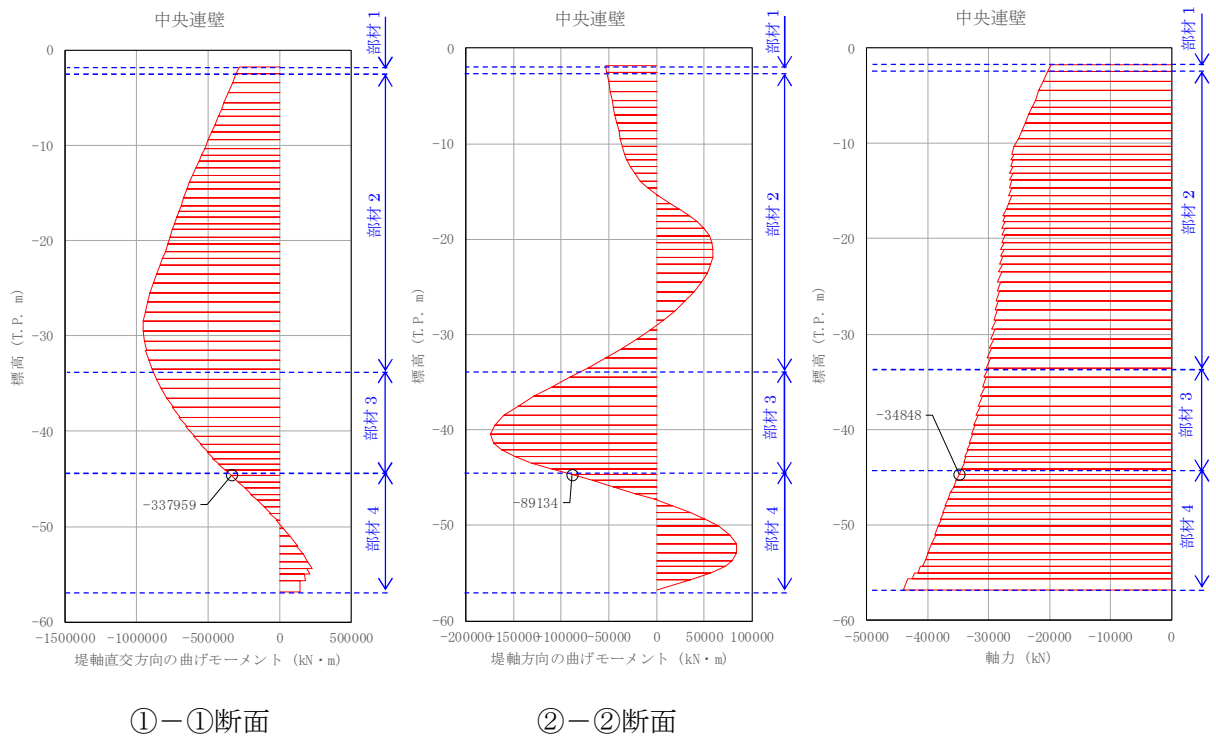 中央連壁
0
-10
-20
-30
-40
-50
-60
標高 (T.P. m)
-1500000 -1000000 -500000 0 500000
堤軸直交方向の曲げモーメント (kN・m)
-337959
部材 1
部材 2
部材 3
部材 4
①－①断面
中央連壁
0
-10
-20
-30
-40
-50
-60
標高 (T.P. m)
-200000 -150000 -100000 -50000 0 50000 100000
堤軸方向の曲げモーメント (kN・m)
-89134
部材 1
部材 2
部材 3
部材 4
②－②断面
中央連壁
0
-10
-20
-30
-40
-50
-60
標高 (T.P. m)
-50000 -40000 -30000 -20000 -10000 0
軸力 (kN)
-34848
部材 1
部材 2
部材 3
部材 4